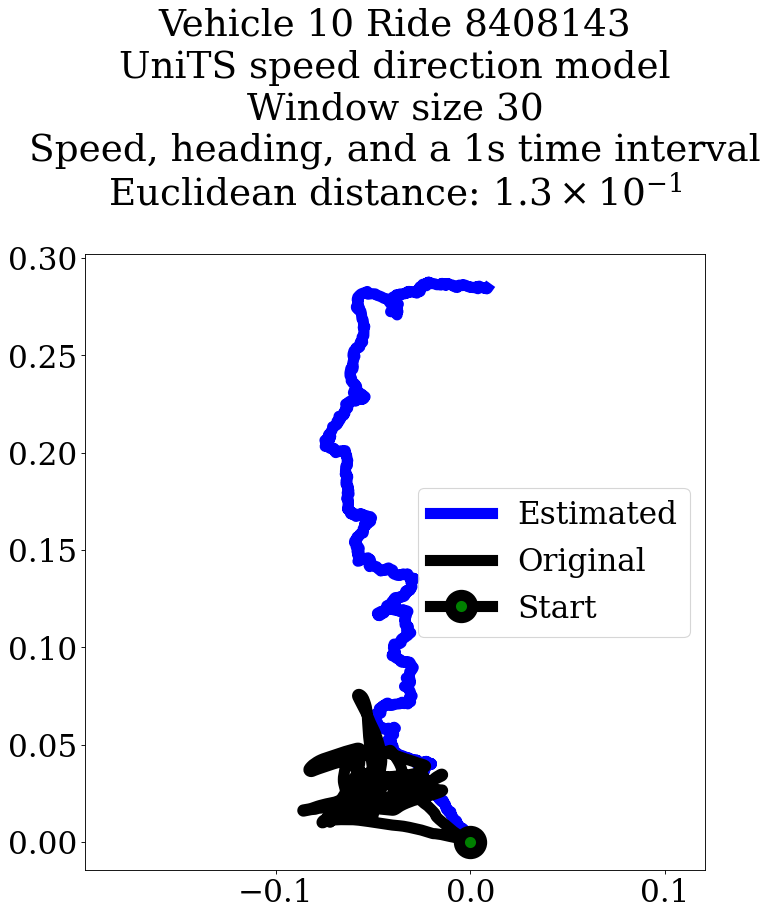 Vehicle 10 Ride 8408143
UniTS speed direction model
Window size 30
Speed, heading, and a 1s time interval
Euclidean distance: 1.3 × 10⁻¹
0.30
0.25
0.20
0.15
0.10
0.05
0.00
Estimated
Original
Start
−0.1
0.0
0.1